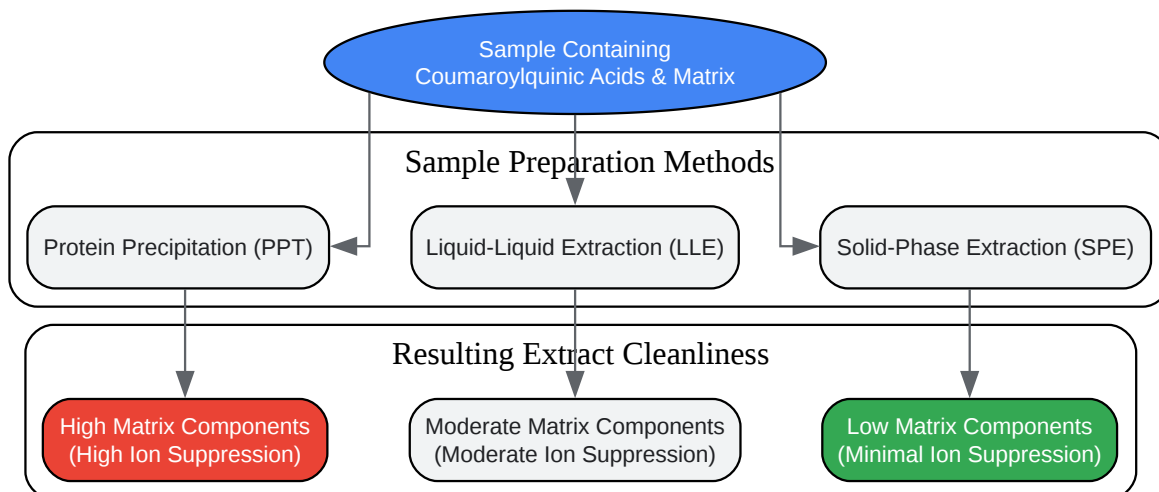 Sample Containing
Coumaroylquinic Acids & Matrix
Sample Preparation Methods
Protein Precipitation (PPT)
Liquid-Liquid Extraction (LLE)
Solid-Phase Extraction (SPE)
Resulting Extract Cleanliness
High Matrix Components
(High Ion Suppression)
Moderate Matrix Components
(Moderate Ion Suppression)
Low Matrix Components
(Minimal Ion Suppression)